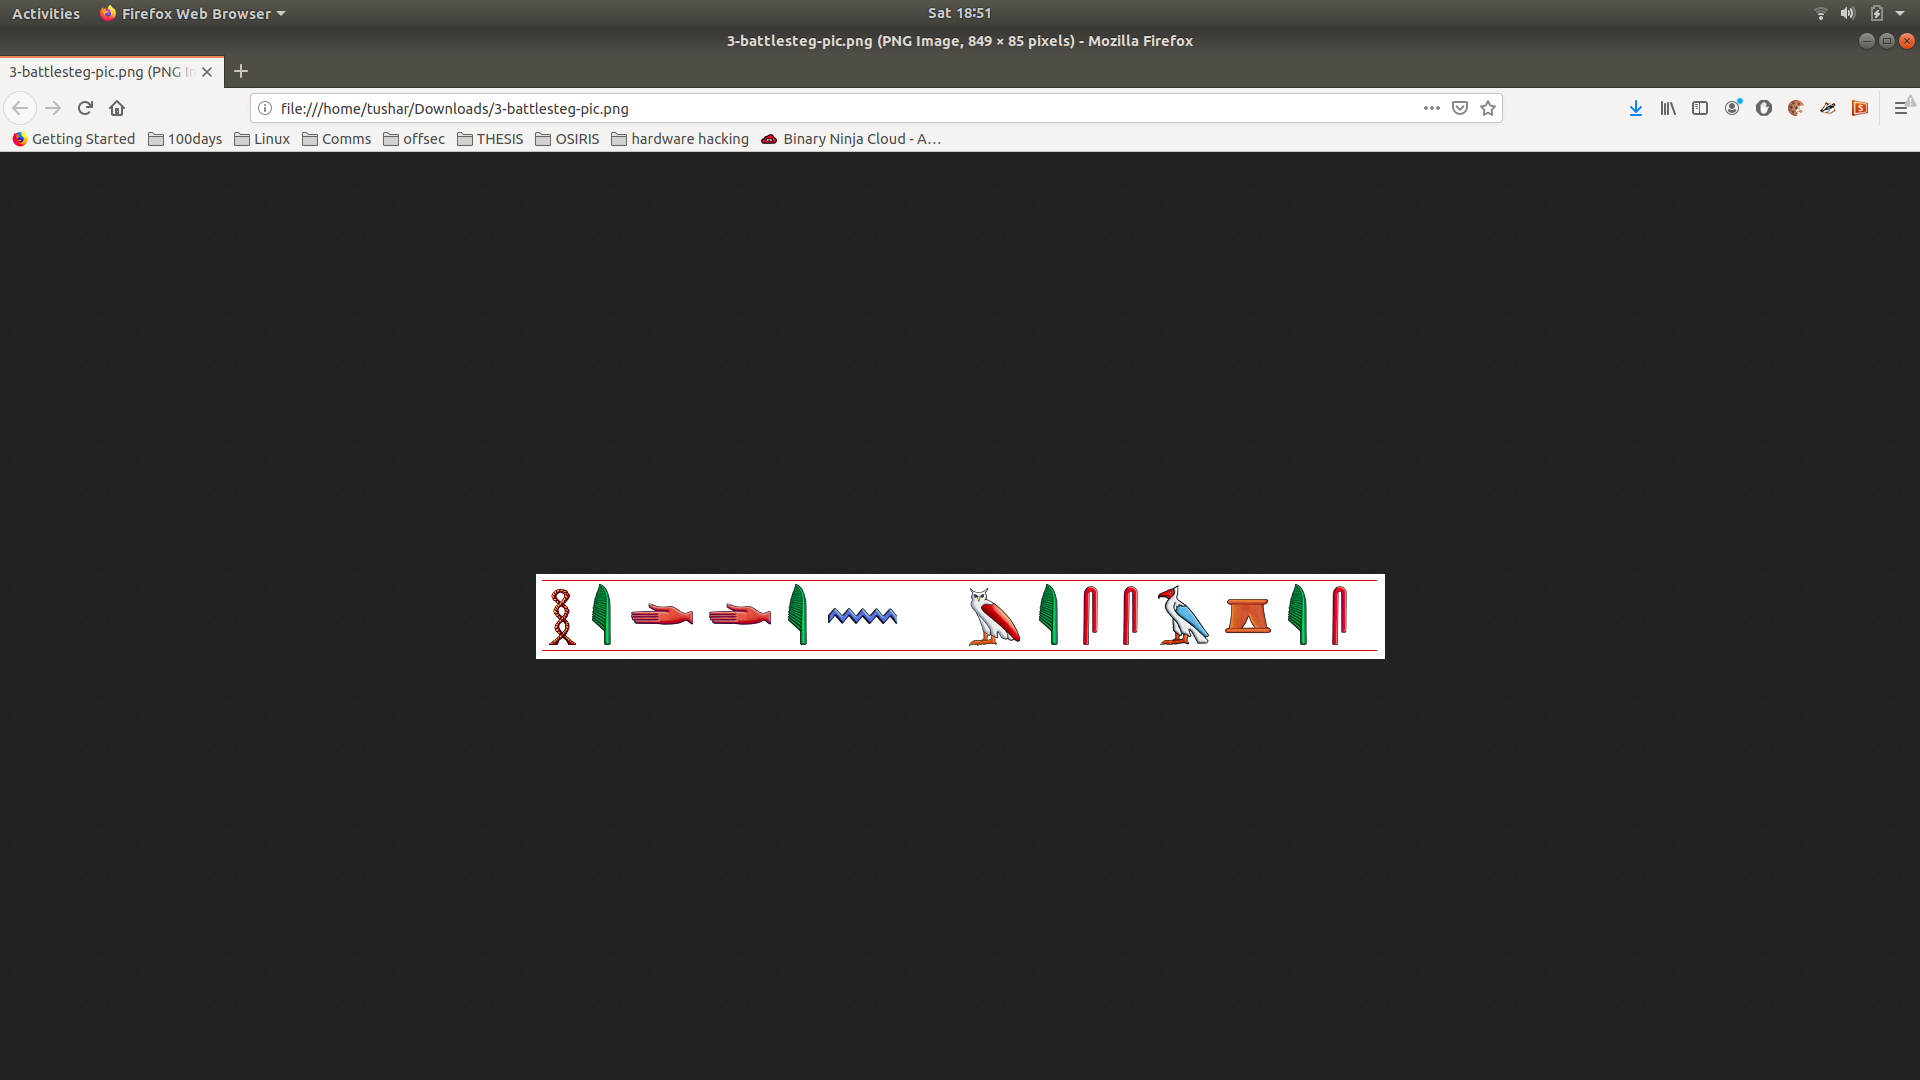 Activities Firefox Web Browser Sat 18:51
3-battlesteg-pic.png (PNG Image, 849 × 85 pixels) - Mozilla Firefox
3-battlesteg-pic.png (PNG
file:///home/tushar/Downloads/3-battlesteg-pic.png
Getting Started 100days Linux Comms offsec THESIS OSIRIS hardware hacking Binary Ninja Cloud - A…
𓎛𓇋𓂧𓂧𓇋𓈖 𓅓𓇋𓋴𓋴𓄿𓎼𓇋𓋴